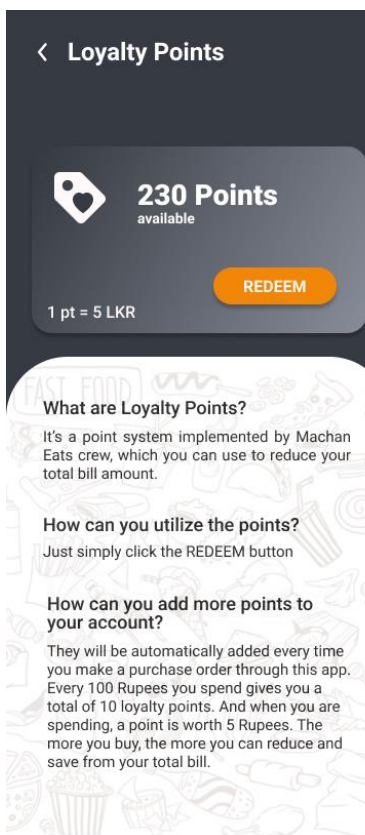 Loyalty Points
230 Points
available
REDEEM
1 pt = 5 LKR
FAST FOOD
What are Loyalty Points?
It's a point system implemented by Machan
Eats crew, which you can use to reduce your
total bill amount.
How can you utilize the points?
Just simply click the REDEEM button
How can you add more points to
your account?
They will be automatically added every time
you make a purchase order through this app.
Every 100 Rupees you spend gives you a
total of 10 loyalty points. And when you are
spending, a point is worth 5 Rupees. The
more you buy, the more you can reduce and
save from your total bill.